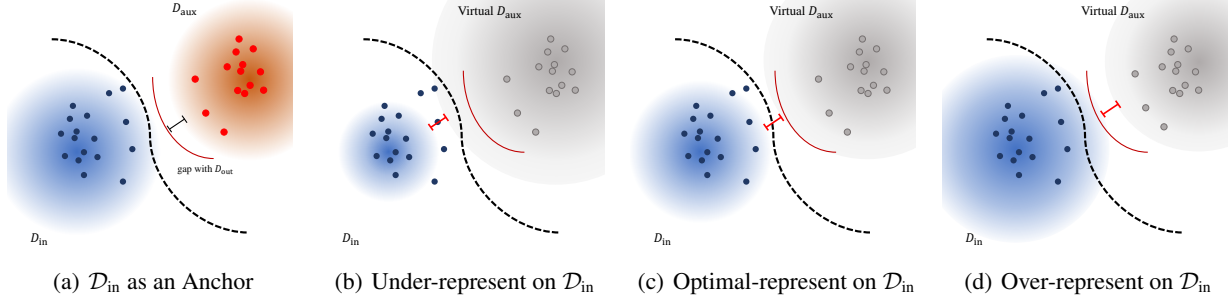 D_aux
gap with D_out
D_in
(a) D_in as an Anchor
Virtual D_aux
D_in
(b) Under-represent on D_in
Virtual D_aux
D_in
(c) Optimal-represent on D_in
Virtual D_aux
D_in
(d) Over-represent on D_in